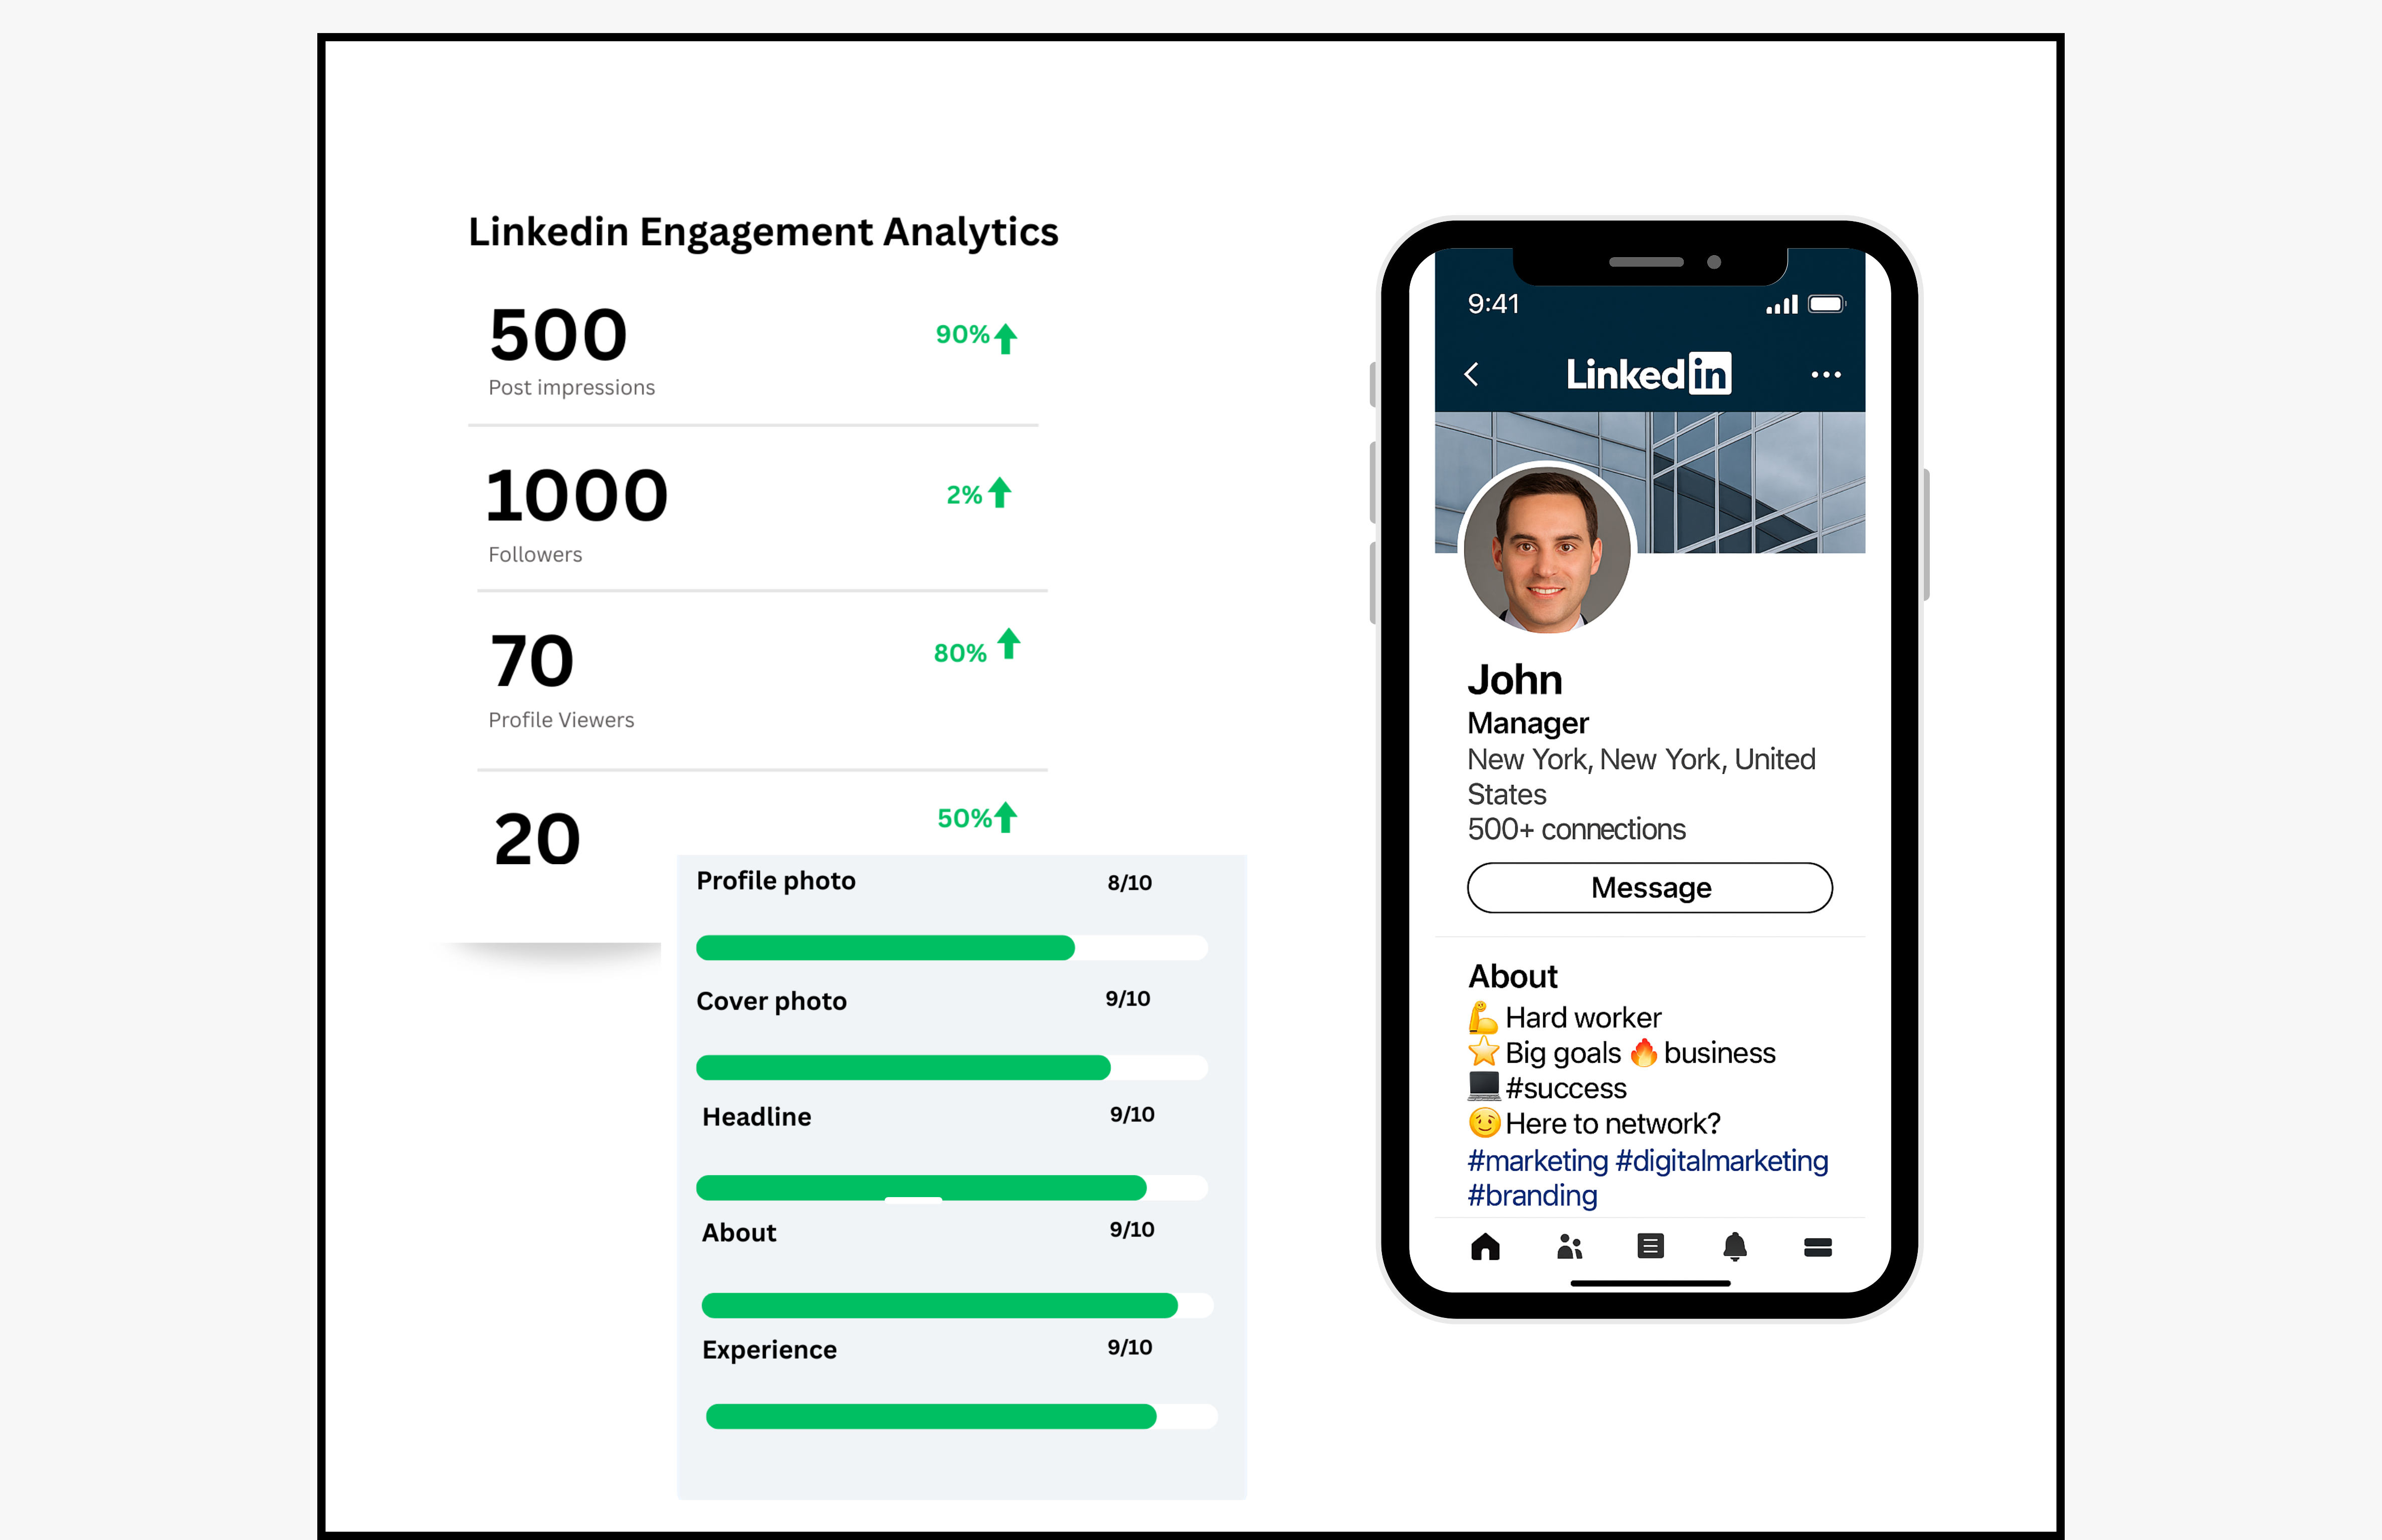 Linkedin Engagement Analytics
500
90%
Post impressions
1000
2%
Followers
70
80%
Profile Viewers
20
50%
Profile photo 8/10
Cover photo 9/10
Headline 9/10
About 9/10
Experience 9/10
9:41
Linked in
John
Manager
New York, New York, United
States
500+ connections
Message
About
💪 Hard worker
⭐ Big goals 🔥 business
💻 #success
😉 Here to network?
#marketing #digitalmarketing
#branding